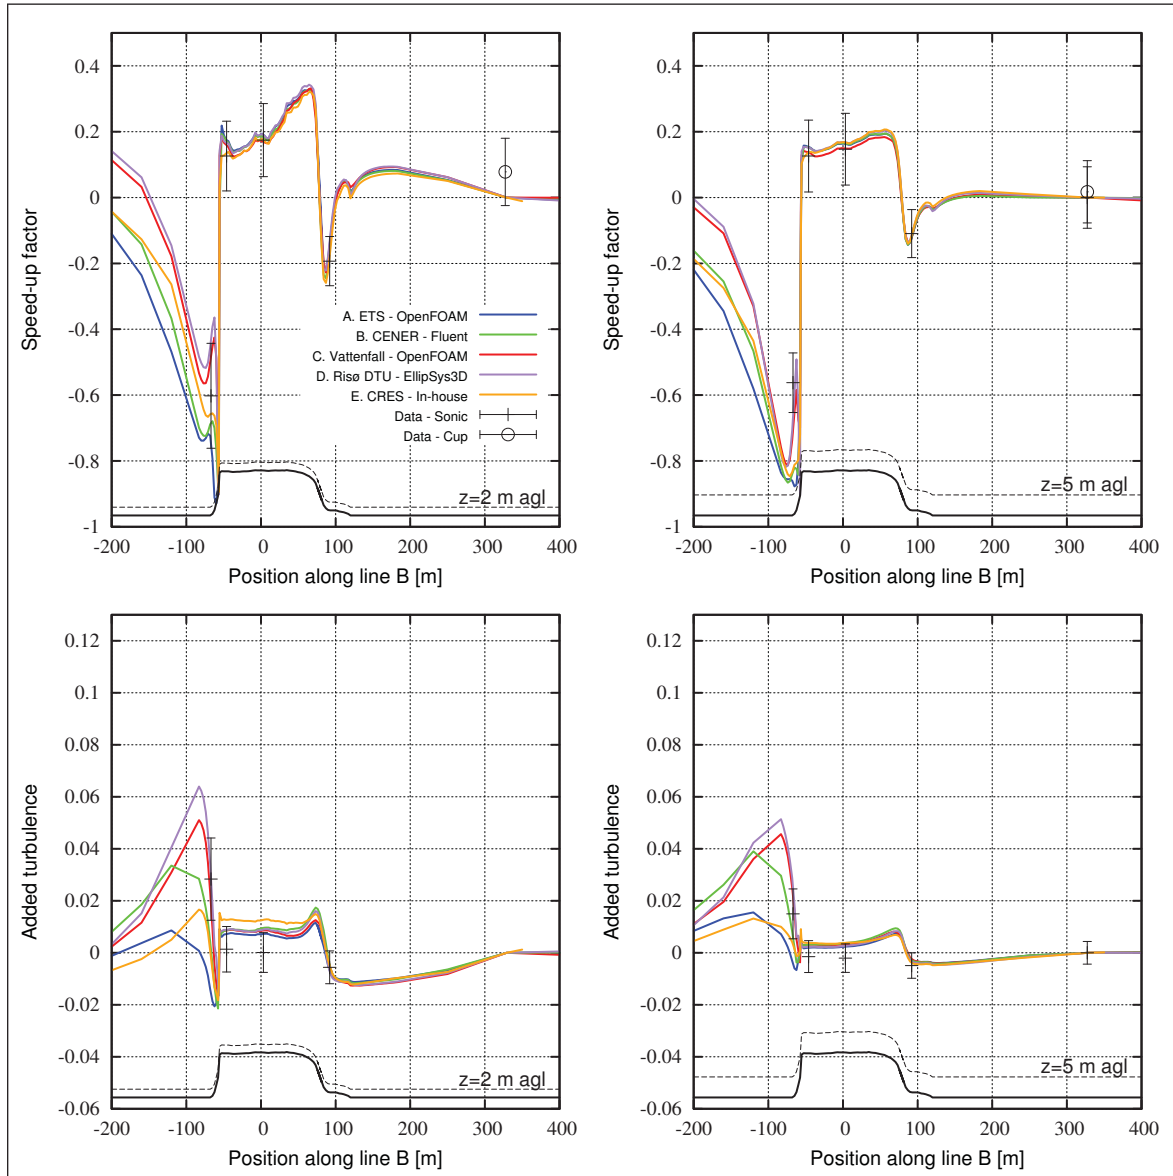 0.4
0.2
0
-0.2
-0.4
-0.6
-0.8
-1
Speed-up factor
A. ETS - OpenFOAM
B. CENER - Fluent
C. Vattenfall - OpenFOAM
D. Risø DTU - EllipSys3D
E. CRES - In-house
Data - Sonic
Data - Cup
z=2 m agl
-200 -100 0 100 200 300 400
Position along line B [m]
0.4
0.2
0
-0.2
-0.4
-0.6
-0.8
-1
Speed-up factor
z=5 m agl
-200 -100 0 100 200 300 400
Position along line B [m]
0.12
0.1
0.08
0.06
0.04
0.02
0
-0.02
-0.04
-0.06
Added turbulence
z=2 m agl
-200 -100 0 100 200 300 400
Position along line B [m]
0.12
0.1
0.08
0.06
0.04
0.02
0
-0.02
-0.04
-0.06
Added turbulence
z=5 m agl
-200 -100 0 100 200 300 400
Position along line B [m]